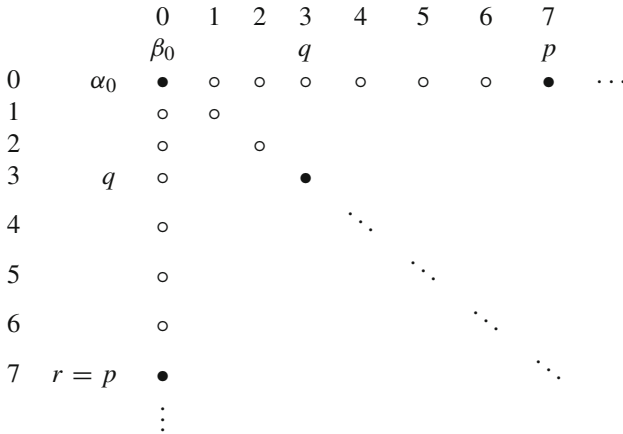 0 1 2 3 4 5 6 7
β₀ q p
0 α₀ ● ○ ○ ○ ○ ○ ○ ● ⋯
1 ○ ○
2 ○ ○
3 q ○ ●
4 ○ ⋱
5 ○ ⋱
6 ○ ⋱
7 r = p ● ⋱
⋮